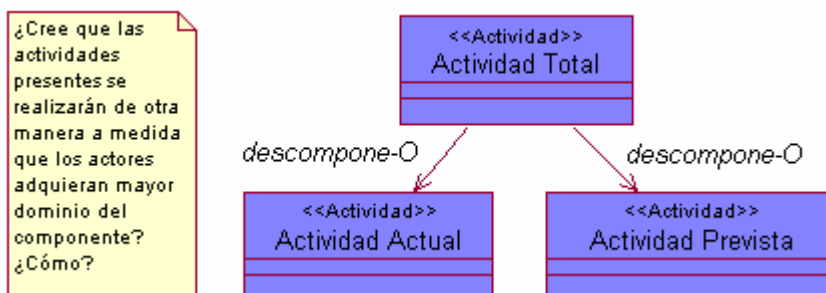 ¿Cree que las
actividades
presentes se
realizarán de otra
manera a medida
que los actores
adquieran mayor
dominio del
componente?
¿Cómo?
<<Actividad>>
Actividad Total
descompone-O
descompone-O
<<Actividad>>
Actividad Actual
<<Actividad>>
Actividad Prevista